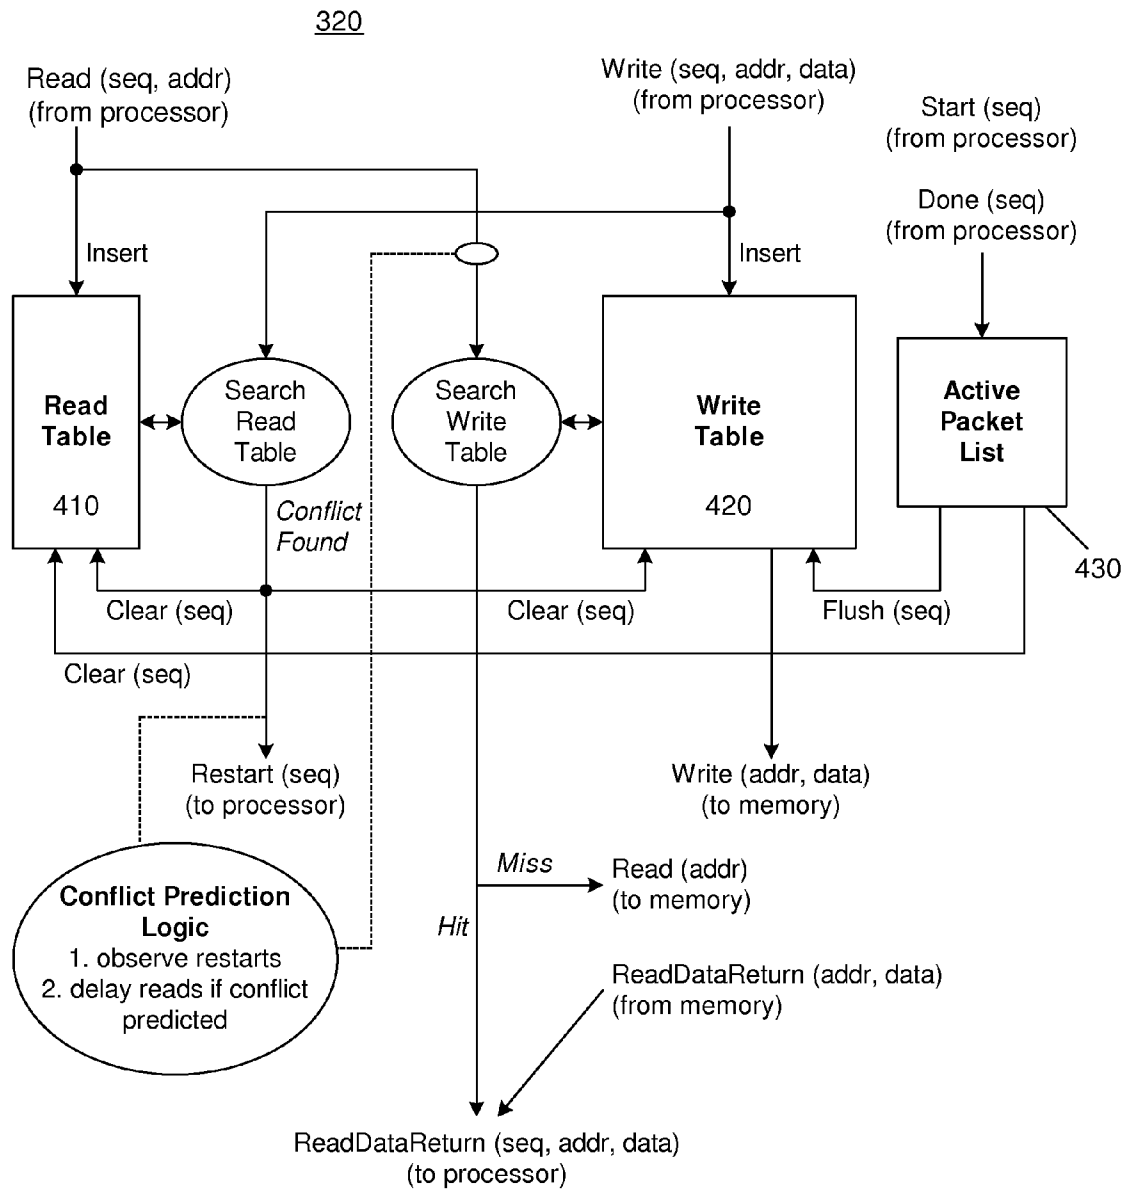 320
Read (seq, addr)
(from processor)
Write (seq, addr, data)
(from processor)
Start (seq)
(from processor)
Done (seq)
(from processor)
Insert
Insert
Read
Table
410
Search
Read
Table
Search
Write
Table
Write
Table
420
Active
Packet
List
430
Conflict
Found
Clear (seq)
Clear (seq)
Flush (seq)
Clear (seq)
Restart (seq)
(to processor)
Write (addr, data)
(to memory)
Miss
Read (addr)
(to memory)
Hit
Conflict Prediction
Logic
1. observe restarts
2. delay reads if conflict
predicted
ReadDataReturn (addr, data)
(from memory)
ReadDataReturn (seq, addr, data)
(to processor)